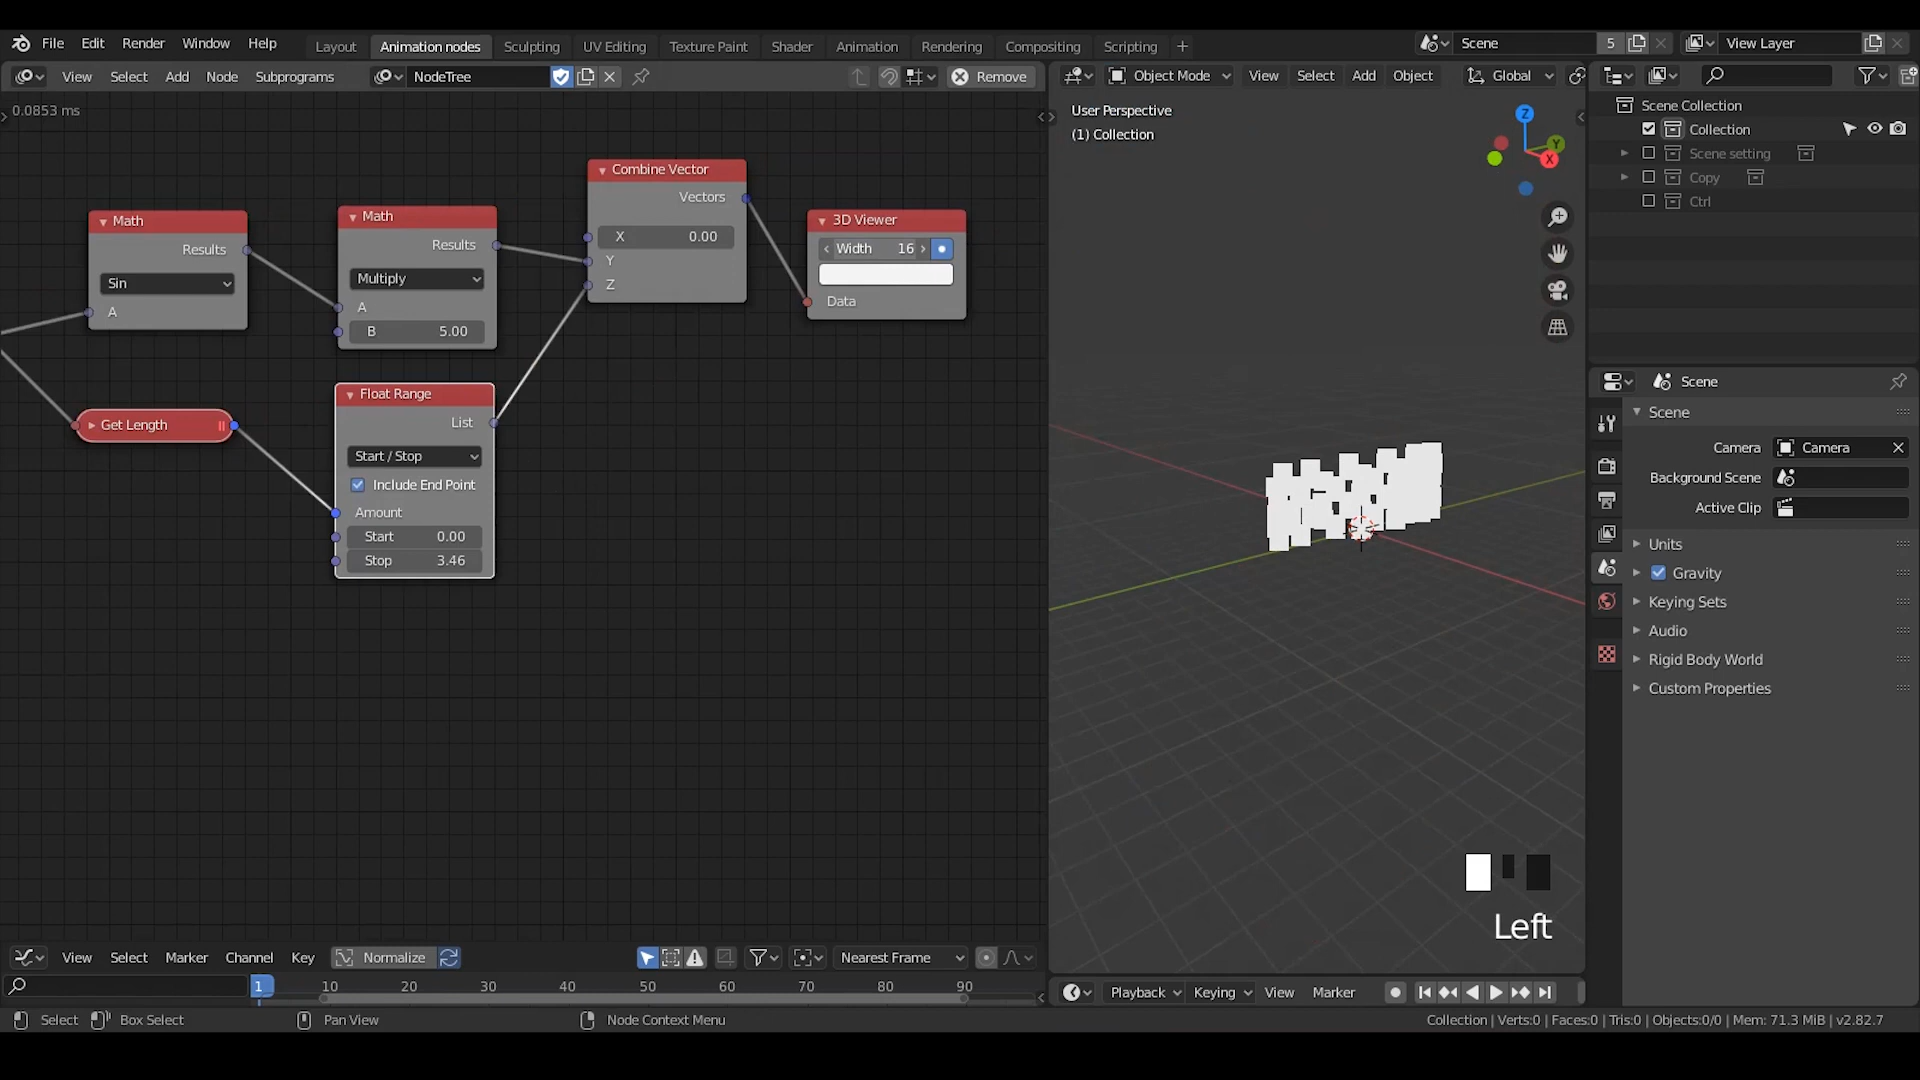 File Edit Render Window Help Layout Animation nodes Sculpting UV Editing Texture Paint Shader Animation Rendering Compositing Scripting + Scene 5 View Layer
View Select Add Node Subprograms NodeTree Remove
Object Mode View Select Add Object Global
0.0853 ms
Combine Vector
Vectors
X 0.00
Y
Z
Math
Results
Sin
A
Math
Results
Multiply
A
B 5.00
3D Viewer
Width 16
Data
Get Length
Float Range
List
Start / Stop
Include End Point
Amount
Start 0.00
Stop 3.46
User Perspective
(1) Collection
Z
Y
X
Left
Scene Collection
Collection
Scene setting
Copy
Ctrl
Scene
Scene
Camera Camera
Background Scene
Active Clip
Units
Gravity
Keying Sets
Audio
Rigid Body World
Custom Properties
View Select Marker Channel Key Normalize Nearest Frame
1 10 20 30 40 50 60 70 80 90
Playback Keying View Marker
Select Box Select Pan View Node Context Menu
Collection | Verts:0 | Faces:0 | Tris:0 | Objects:0/0 | Mem: 71.3 MiB | v2.82.7